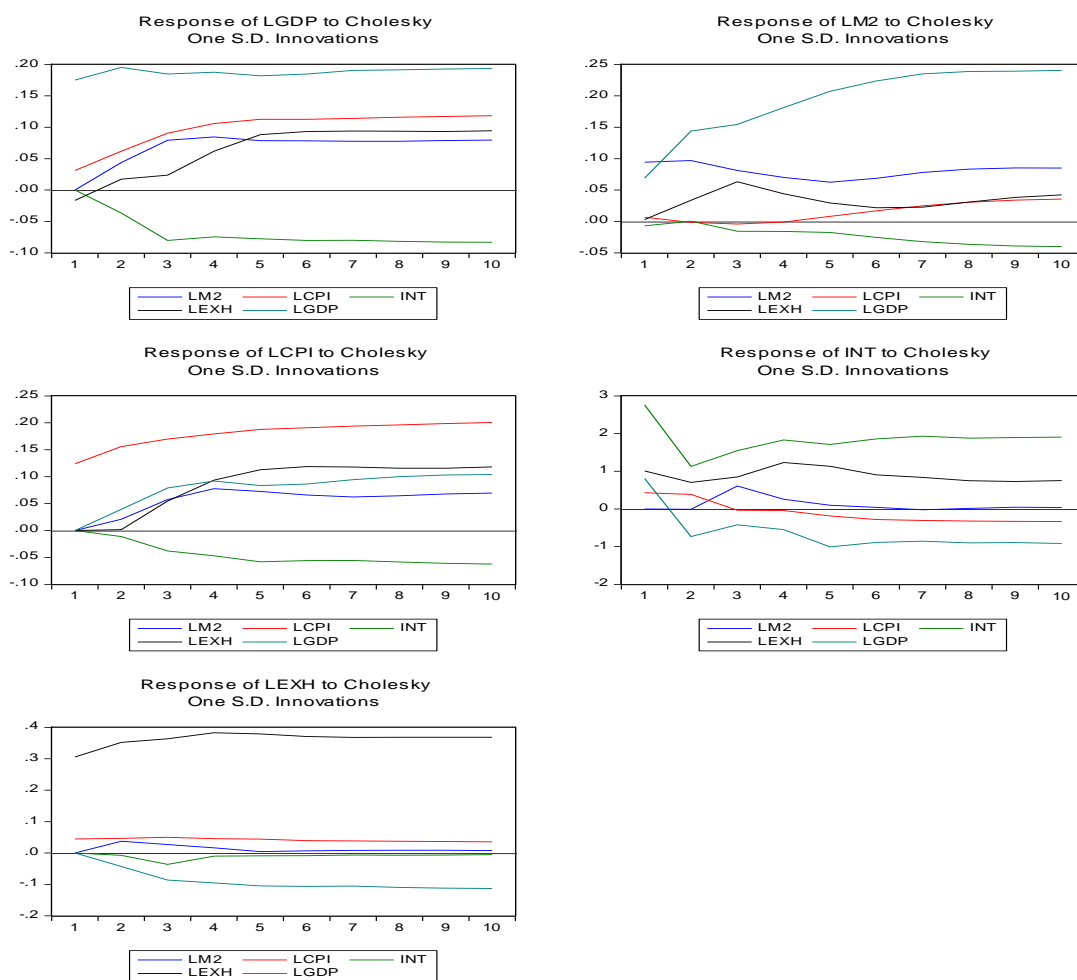 Response of LGDP to Cholesky
One S.D. Innovations
.20
.15
.10
.05
.00
-.05
-.10
1 2 3 4 5 6 7 8 9 10
LM2 LCPI INT
LEXH LGDP
Response of LM2 to Cholesky
One S.D. Innovations
.25
.20
.15
.10
.05
.00
-.05
1 2 3 4 5 6 7 8 9 10
LM2 LCPI INT
LEXH LGDP
Response of LCPI to Cholesky
One S.D. Innovations
.25
.20
.15
.10
.05
.00
-.05
-.10
1 2 3 4 5 6 7 8 9 10
LM2 LCPI INT
LEXH LGDP
Response of INT to Cholesky
One S.D. Innovations
3
2
1
0
-1
-2
1 2 3 4 5 6 7 8 9 10
LM2 LCPI INT
LEXH LGDP
Response of LEXH to Cholesky
One S.D. Innovations
.4
.3
.2
.1
.0
-.1
-.2
1 2 3 4 5 6 7 8 9 10
LM2 LCPI INT
LEXH LGDP